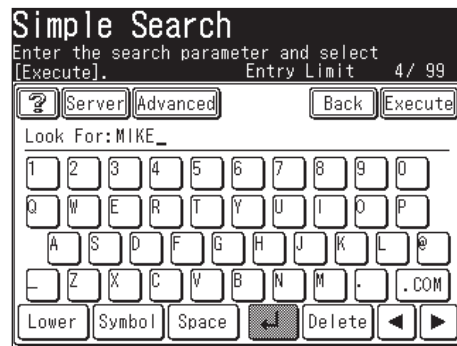 Simple Search
Enter the search parameter and select
[Execute]. Entry Limit 4/ 99
? Server Advanced Back Execute
Look For:MIKE_
1 2 3 4 5 6 7 8 9 0
Q W E R T Y U I O P
A S D F G H J K L @
_ Z X C V B N M . .COM
Lower Symbol Space ↵ Delete ◀ ▶